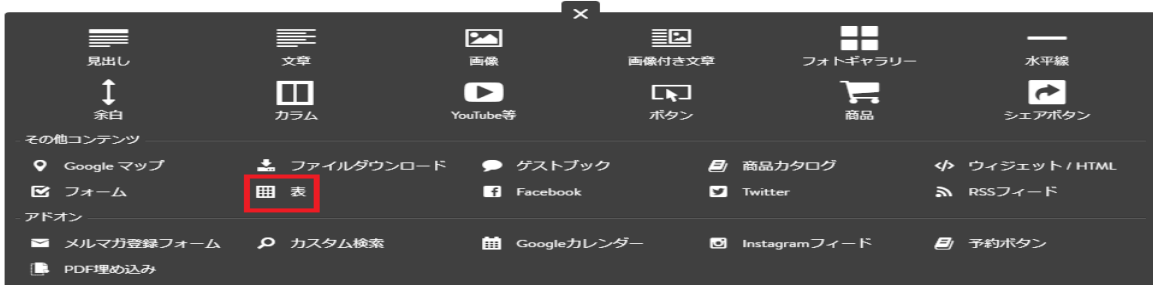 見出し 文章 画像 画像付き文章 フォトギャラリー 水平線
余白 カラム YouTube等 ボタン 商品 シェアボタン
その他コンテンツ
Google マップ ファイルダウンロード ゲストブック 商品カタログ ウィジェット / HTML
フォーム 表 Facebook Twitter RSSフィード
アドオン
メルマガ登録フォーム カスタム検索 Googleカレンダー Instagramフィード 予約ボタン
PDF埋め込み